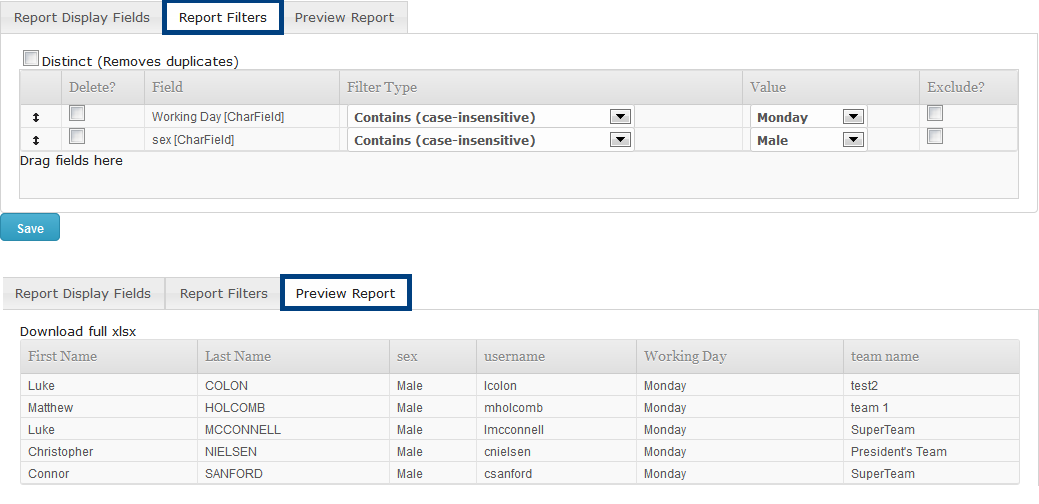 Report Display Fields Report Filters Preview Report
Distinct (Removes duplicates)
Delete? Field Filter Type Value Exclude?
Working Day [CharField] Contains (case-insensitive) Monday
sex [CharField] Contains (case-insensitive) Male
Drag fields here
Save
Report Display Fields Report Filters Preview Report
Download full xlsx
First Name Last Name sex username Working Day team name
Luke COLON Male lcolon Monday test2
Matthew HOLCOMB Male mholcomb Monday team 1
Luke MCCONNELL Male lmcconnell Monday SuperTeam
Christopher NIELSEN Male cnielsen Monday President's Team
Connor SANFORD Male csanford Monday SuperTeam